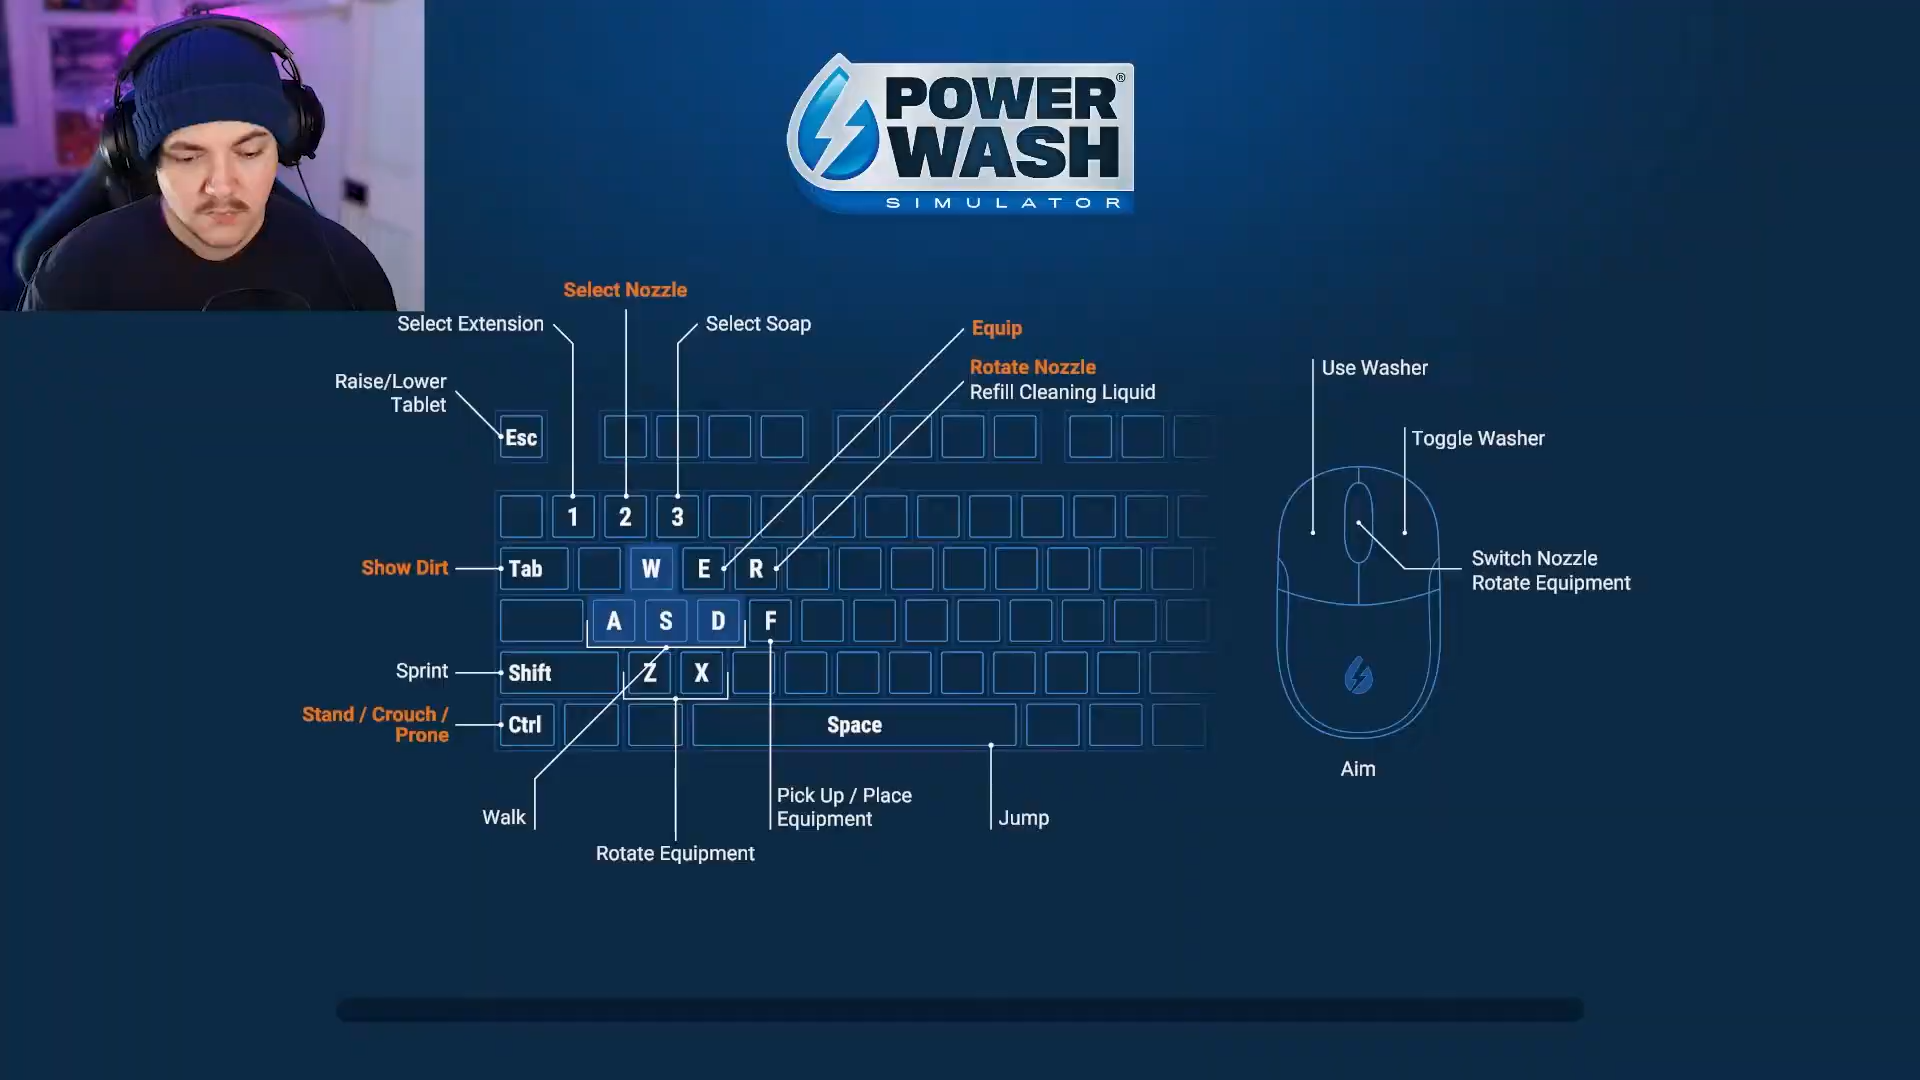 POWER®
WASH
SIMULATOR
Select Nozzle
Select Extension
Select Soap
Equip
Rotate Nozzle
Refill Cleaning Liquid
Use Washer
Raise/Lower
Tablet
Esc
Toggle Washer
1 2 3
Show Dirt
Tab W E R
Switch Nozzle
Rotate Equipment
A S D F
Sprint
Shift Z X
Stand / Crouch /
Prone
Ctrl Space
Aim
Walk
Pick Up / Place
Equipment
Jump
Rotate Equipment